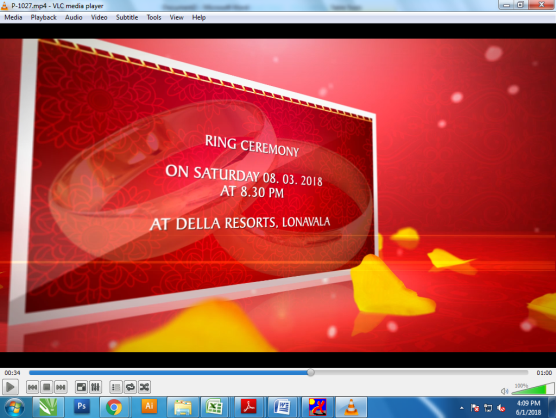 P-1027.mp4 - VLC media player
Media Playback Audio Video Subtitle Tools View Help
RING CEREMONY
ON SATURDAY 08. 03. 2018
AT 8.30 PM
AT DELLA RESORTS, LONAVALA
00:34
01:00
100%
Ps
Ai
4:09 PM
6/1/2018